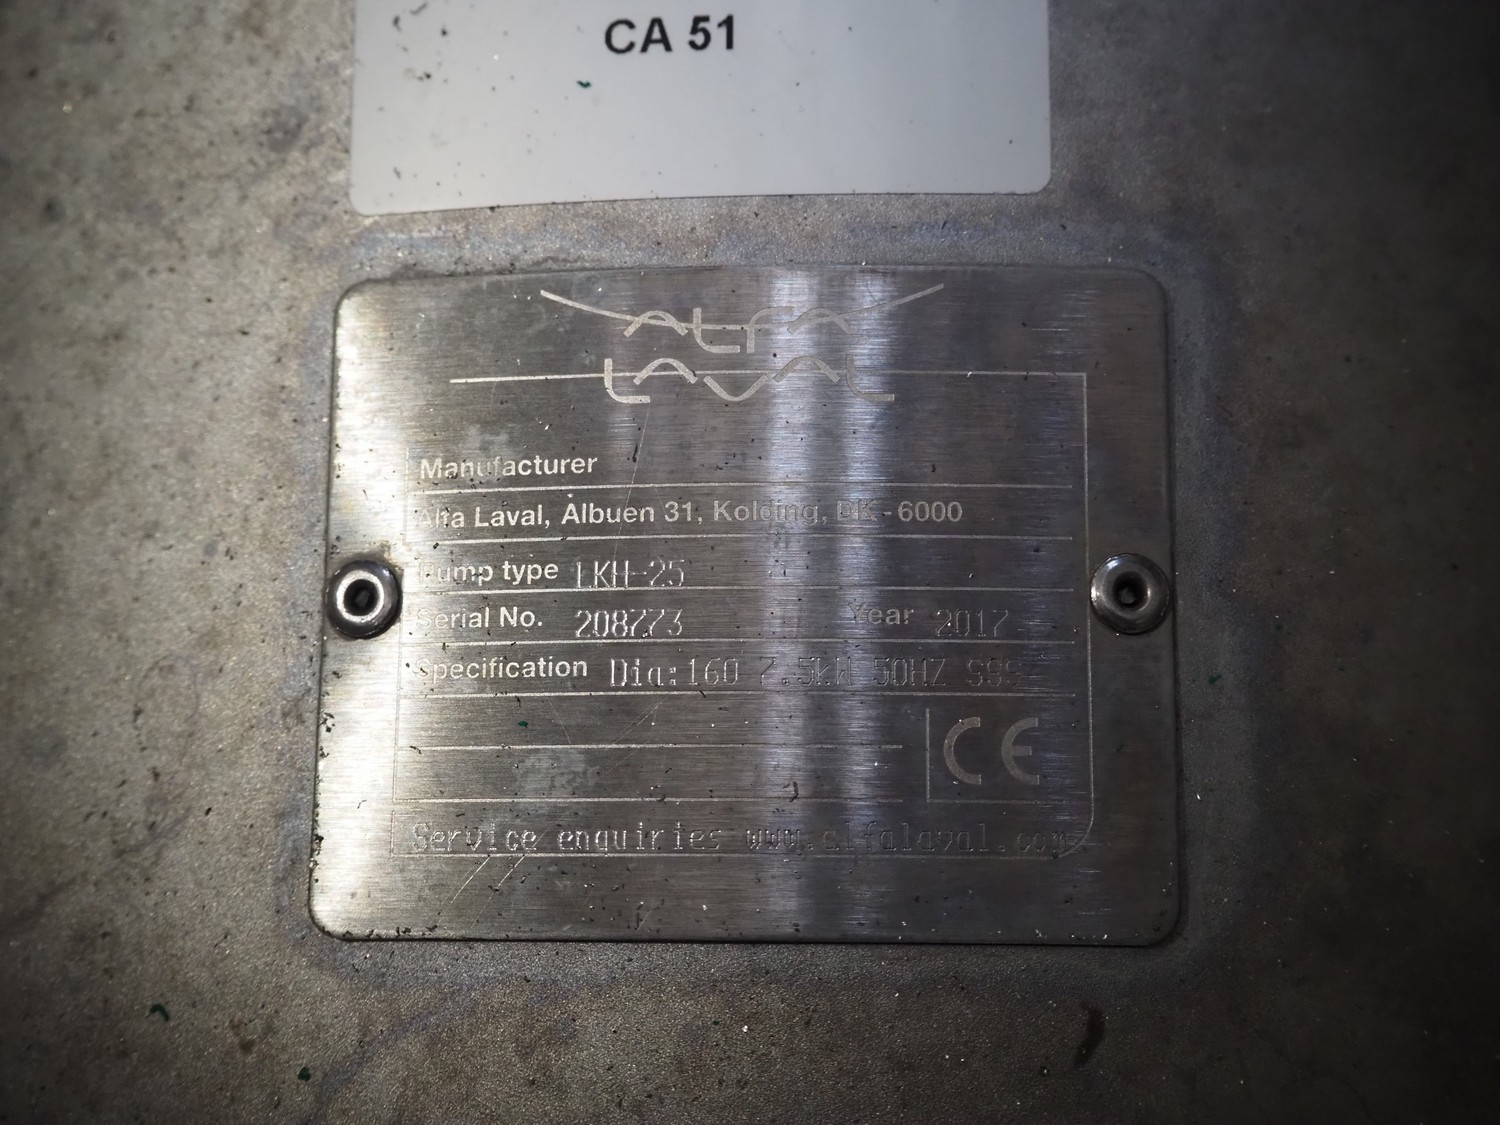 CA 51
ALFA
LAVAL
Manufacturer
Alfa Laval, Albuen 31, Kolding, DK - 6000
Pump type LKH-25
Serial No. 208773 Year 2017
Specification Dia:160 7.5KW 50HZ SSS
CE
Service enquiries www.alfalaval.com